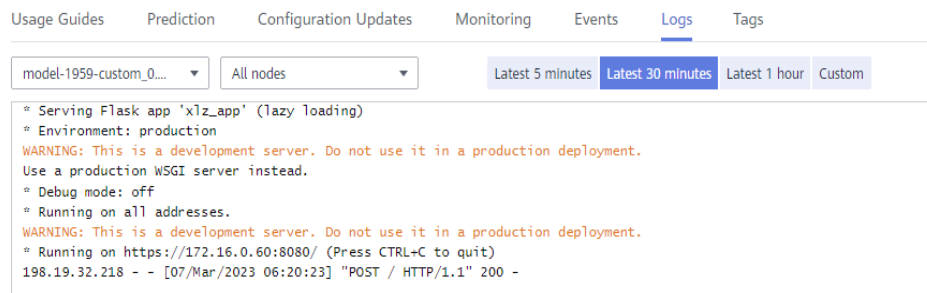 Usage Guides Prediction Configuration Updates Monitoring Events Logs Tags
model-1959-custom_0.... All nodes Latest 5 minutes Latest 30 minutes Latest 1 hour Custom
* Serving Flask app 'xlz_app' (lazy loading)
* Environment: production
WARNING: This is a development server. Do not use it in a production deployment.
Use a production WSGI server instead.
* Debug mode: off
* Running on all addresses.
WARNING: This is a development server. Do not use it in a production deployment.
* Running on https://172.16.0.60:8080/ (Press CTRL+C to quit)
198.19.32.218 - - [07/Mar/2023 06:20:23] "POST / HTTP/1.1" 200 -